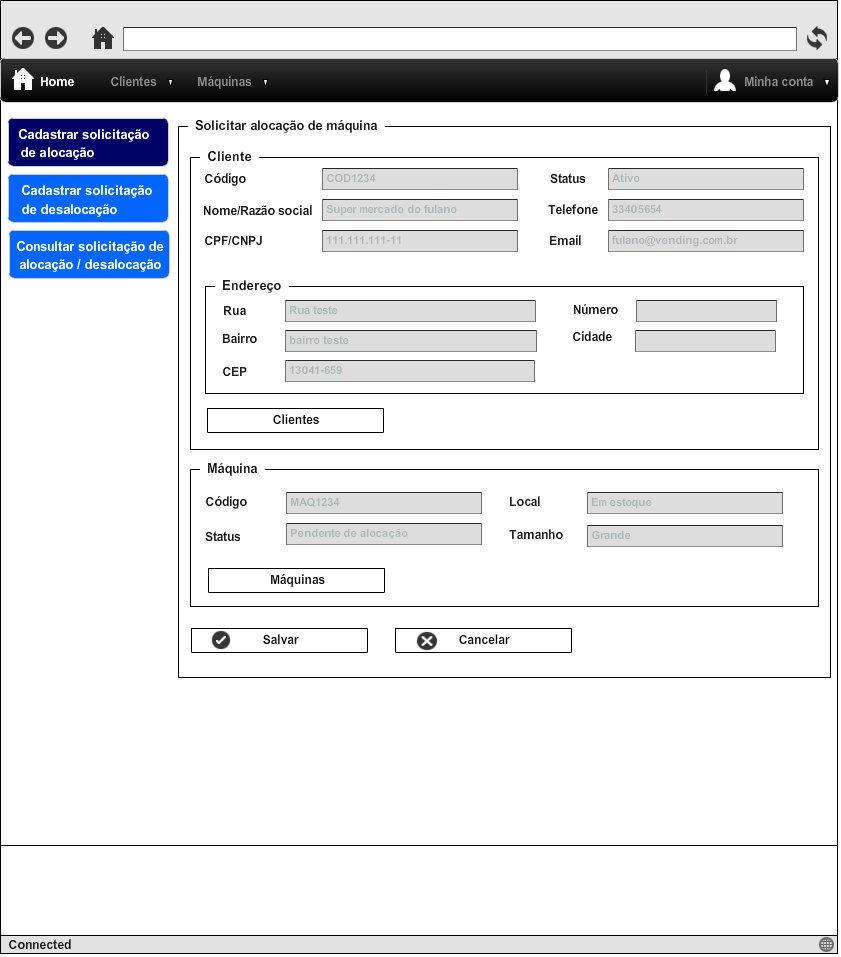 Home
Clientes
Máquinas
Minha conta
Cadastrar solicitação
de alocação
Cadastrar solicitação
de desalocação
Consultar solicitação de
alocação / desalocação
Solicitar alocação de máquina
Cliente
Código COD1234 Status Ativo
Nome/Razão social Super mercado do fulano Telefone 33405654
CPF/CNPJ 111.111.111-11 Email fulano@vending.com.br
Endereço
Rua Rua teste Número
Bairro bairro teste Cidade
CEP 13041-659
Clientes
Máquina
Código MAQ1234 Local Em estoque
Status Pendente de alocação Tamanho Grande
Máquinas
Salvar Cancelar
Connected